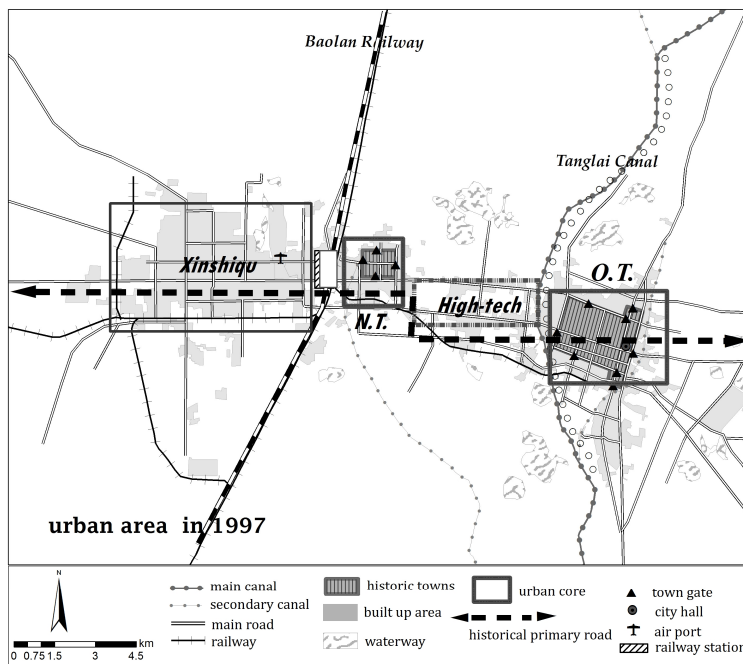 Baolan Railway
Tanglai Canal
O.T.
Xinshiqu
High-tech
N.T.
urban area in 1997
N
0 0.75 1.5 3 4.5
km
main canal
secondary canal
main road
railway
historic towns
built up area
waterway
urban core
historical primary road
town gate
city hall
air port
railway station